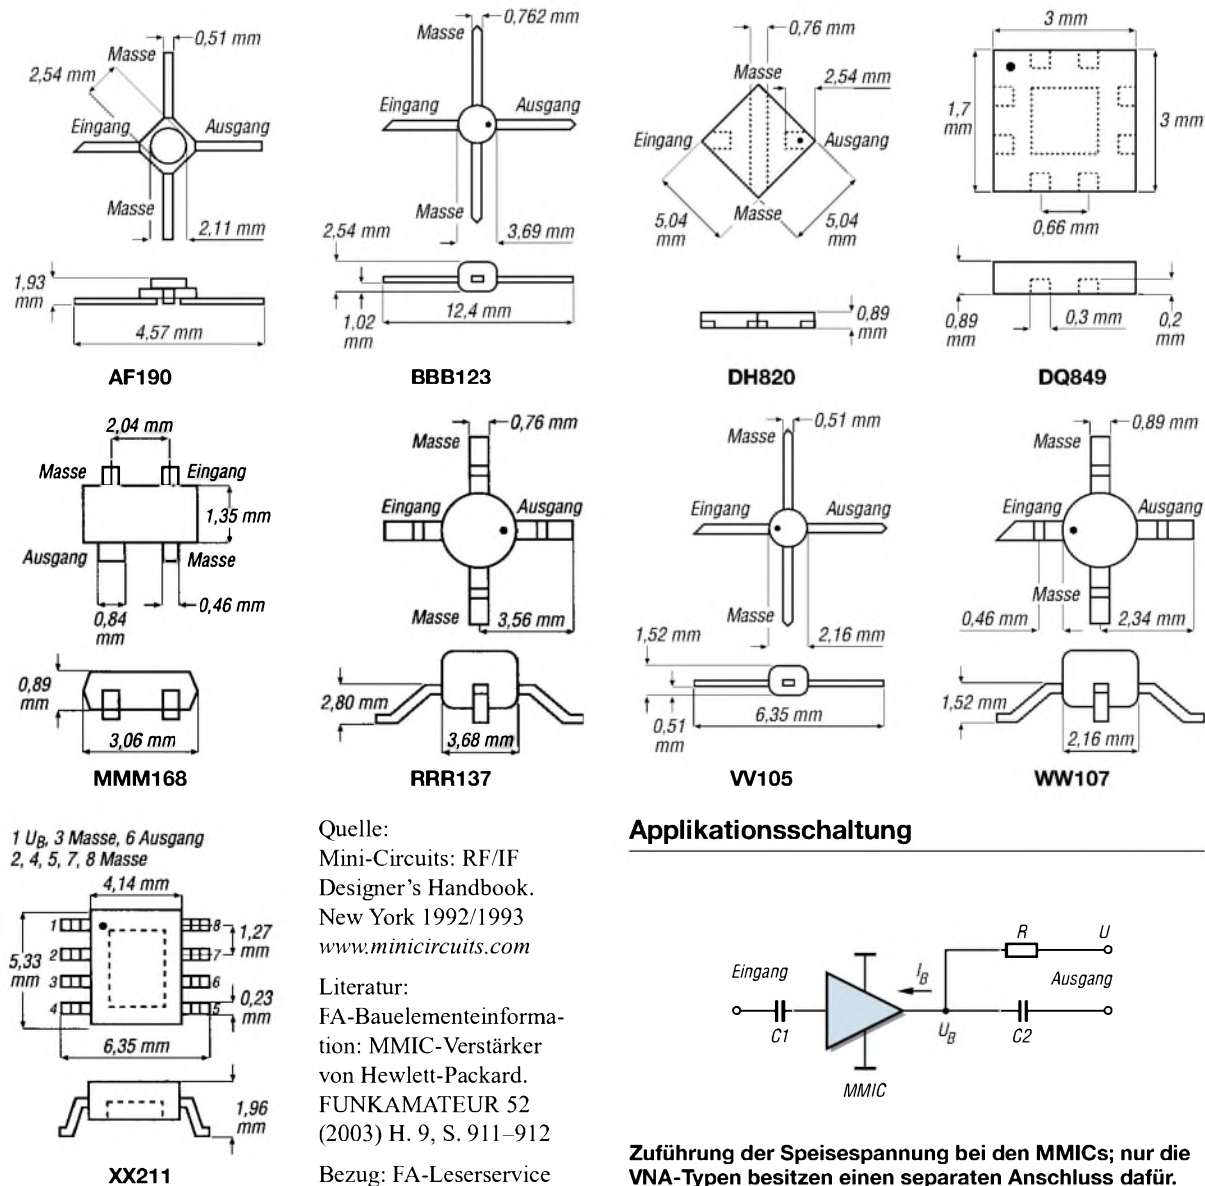 0,51 mm
Masse
2,54 mm
Eingang
Ausgang
Masse
2,11 mm
1,93 mm
4,57 mm
AF190
0,762 mm
Masse
Eingang
Ausgang
Masse
2,54 mm
3,69 mm
1,02 mm
12,4 mm
BBB123
0,76 mm
Masse
2,54 mm
Eingang
Ausgang
5,04 mm
Masse
5,04 mm
0,89 mm
DH820
3 mm
1,7 mm
3 mm
0,66 mm
0,89 mm
0,3 mm
0,2 mm
DQ849
2,04 mm
Masse
Eingang
1,35 mm
Ausgang
Masse
0,84 mm
0,46 mm
0,89 mm
3,06 mm
MMM168
0,76 mm
Masse
Eingang
Ausgang
Masse
3,56 mm
2,80 mm
3,68 mm
RRR137
0,51 mm
Masse
Eingang
Ausgang
Masse
1,52 mm
2,16 mm
0,51 mm
6,35 mm
VV105
0,89 mm
Masse
Eingang
Ausgang
Masse
0,46 mm
2,34 mm
1,52 mm
2,16 mm
WW107
1 UB, 3 Masse, 6 Ausgang
2, 4, 5, 7, 8 Masse
4,14 mm
1
2
3
4
8
7
6
5
1,27 mm
5,33 mm
0,23 mm
6,35 mm
1,96 mm
XX211
Quelle:
Mini-Circuits: RF/IF
Designer's Handbook.
New York 1992/1993
www.minicircuits.com
Literatur:
FA-Bauelementeinforma-
tion: MMIC-Verstärker
von Hewlett-Packard.
FUNKAMATEUR 52
(2003) H. 9, S. 911–912
Bezug: FA-Leserservice
Applikationsschaltung
R
U
Eingang
IB
Ausgang
C1
UB
C2
MMIC
Zuführung der Speisespannung bei den MMICs; nur die
VNA-Typen besitzen einen separaten Anschluss dafür.